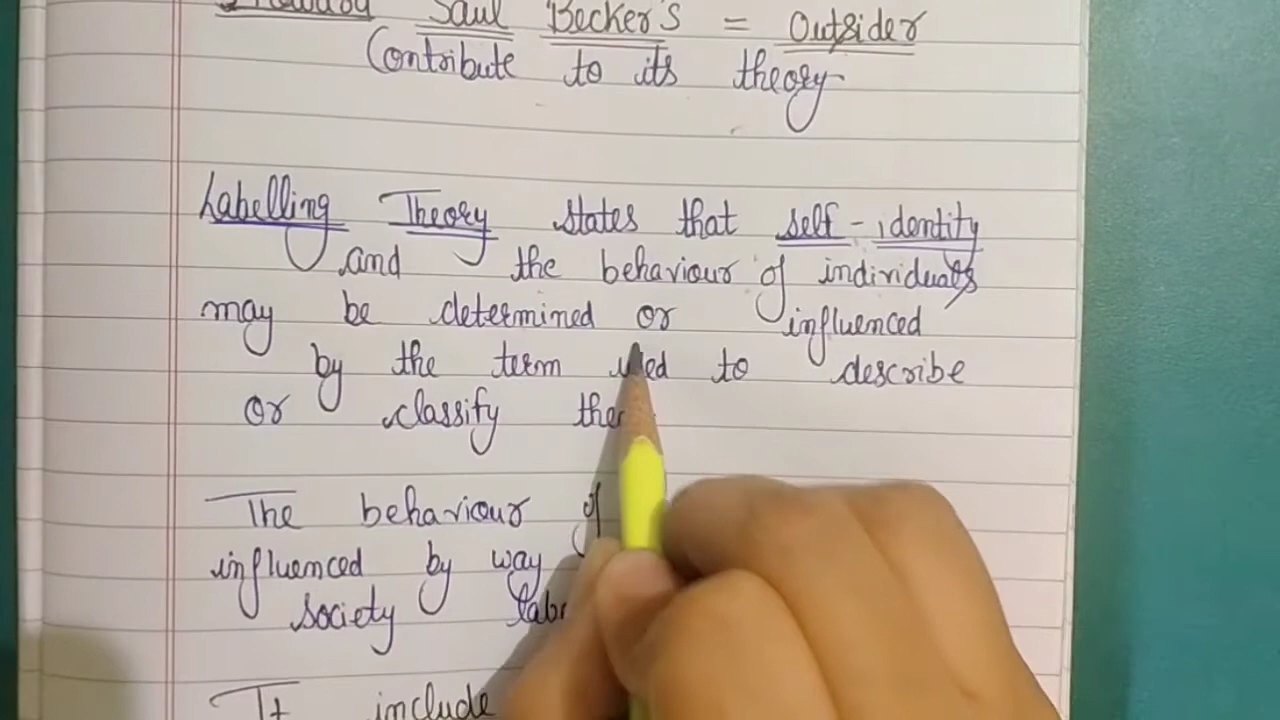 Saul Becker's = Outsider
Contribute to its theory
Labelling Theory states that self-identity
and the behaviour of individuals
may be determined or influenced
by the term used to describe
or classify
The behaviour of
influenced by way
society
It include